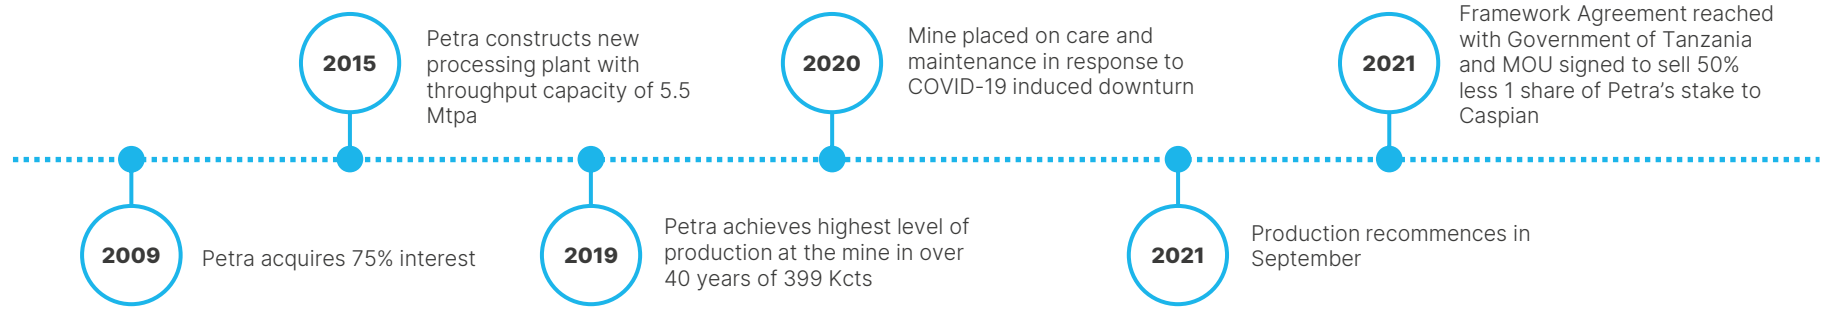 2015
Petra constructs new
processing plant with
throughput capacity of 5.5
Mtpa
2020
Mine placed on care and
maintenance in response to
COVID-19 induced downturn
2021
Framework Agreement reached
with Government of Tanzania
and MOU signed to sell 50%
less 1 share of Petra’s stake to
Caspian
2009
Petra acquires 75% interest
2019
Petra achieves highest level of
production at the mine in over
40 years of 399 Kcts
2021
Production recommences in
September